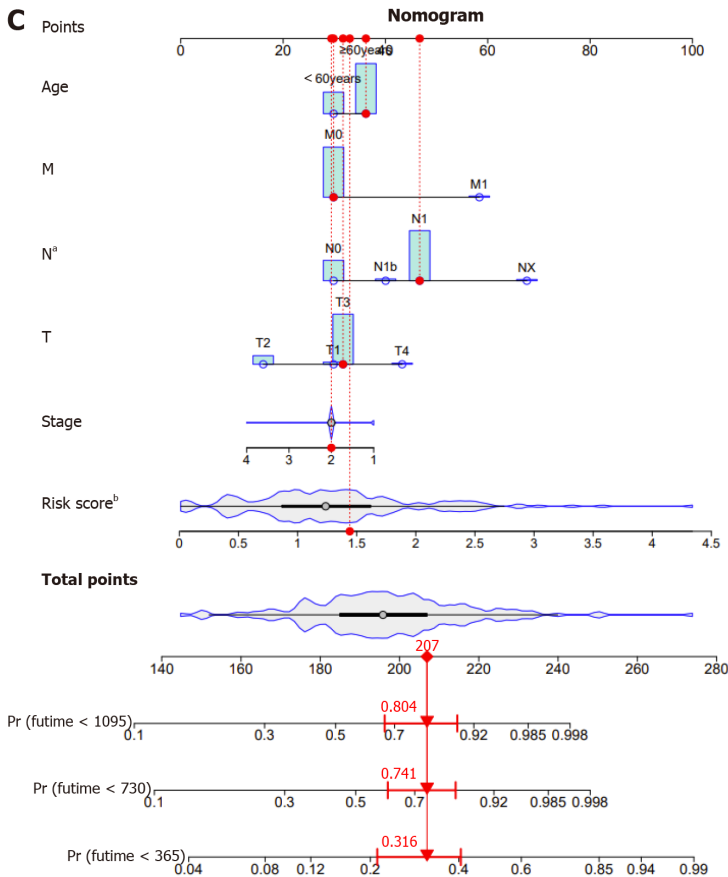 C
Nomogram
Points
0 20 40 60 80 100
≥60years
Age
< 60years
M0
M
M1
N1
Nᵃ
N0
N1b
NX
T3
T
T2
T1
T4
Stage
4 3 2 1
Risk scoreᵇ
0 0.5 1 1.5 2 2.5 3 3.5 4 4.5
Total points
207
140 160 180 200 220 240 260 280
0.804
Pr (futime < 1095)
0.1 0.3 0.5 0.7 0.92 0.985 0.998
0.741
Pr (futime < 730)
0.1 0.3 0.5 0.7 0.92 0.985 0.998
0.316
Pr (futime < 365)
0.04 0.08 0.12 0.2 0.4 0.6 0.85 0.94 0.99